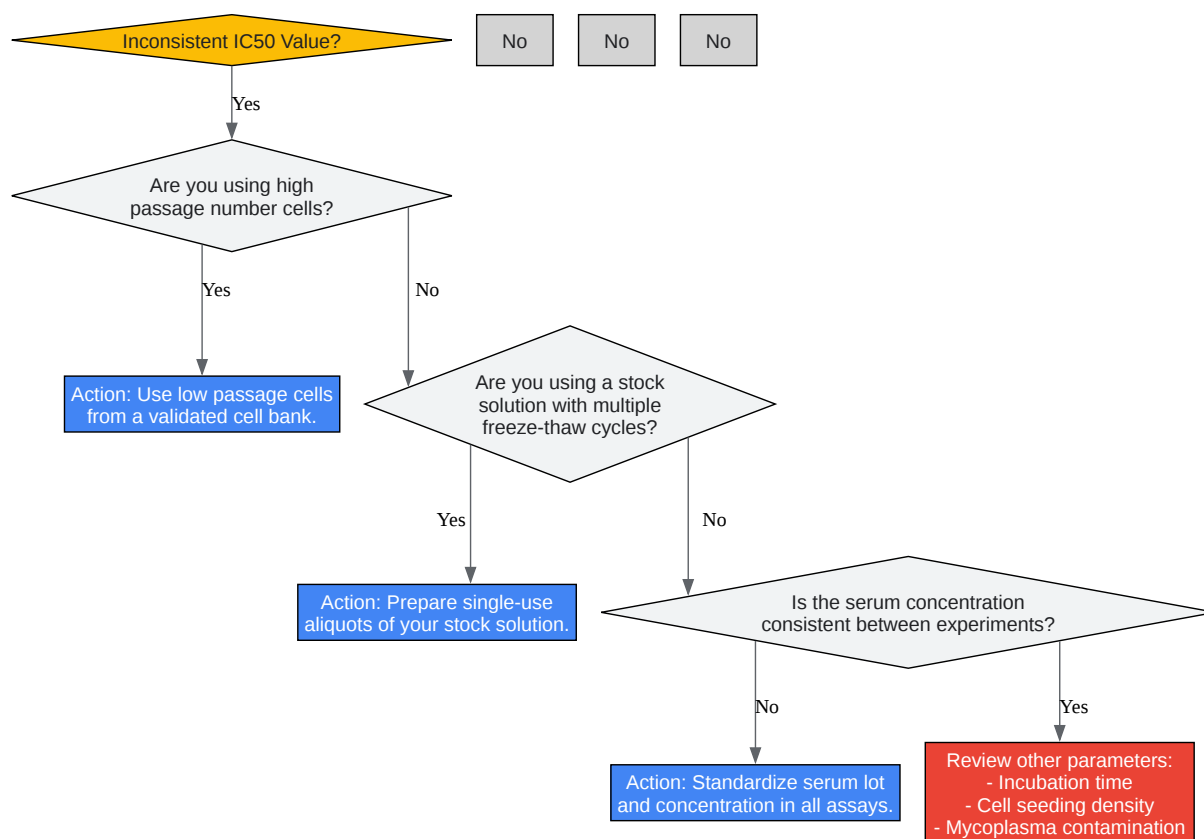 Inconsistent IC50 Value?
No
No
No
Yes
Are you using high
passage number cells?
Yes
No
Action: Use low passage cells
from a validated cell bank.
Are you using a stock
solution with multiple
freeze-thaw cycles?
Yes
No
Action: Prepare single-use
aliquots of your stock solution.
Is the serum concentration
consistent between experiments?
No
Yes
Action: Standardize serum lot
and concentration in all assays.
Review other parameters:
- Incubation time
- Cell seeding density
- Mycoplasma contamination